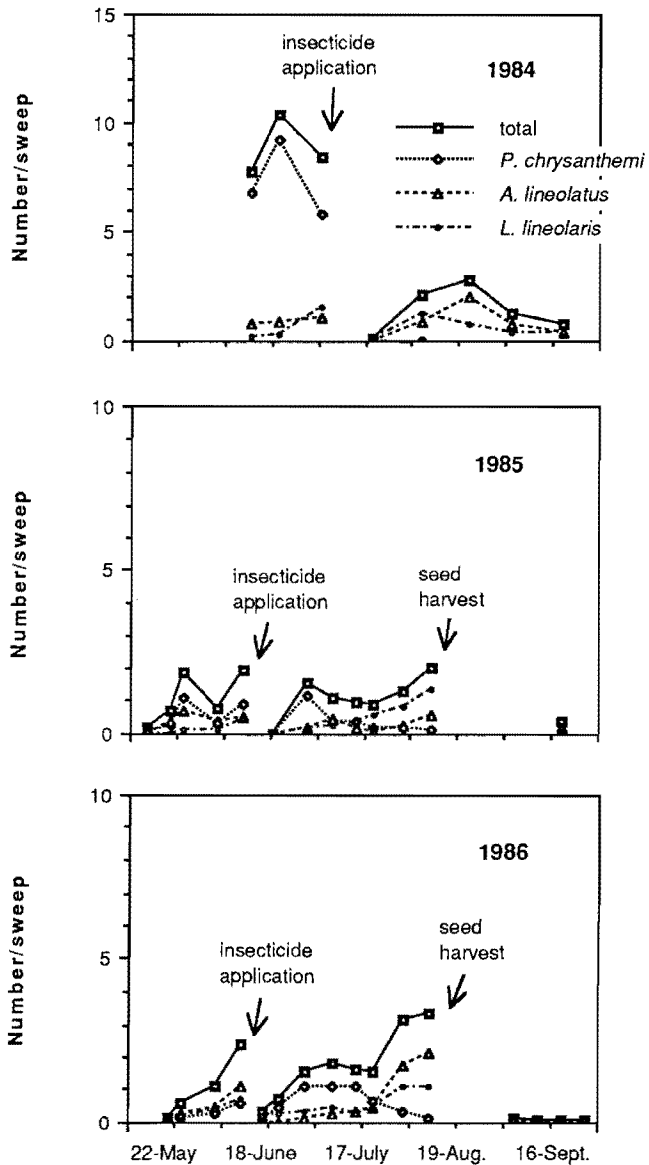 15
insecticide
application
1984
10
total
P. chrysanthemi
A. lineolatus
L. lineolaris
Number/sweep
5
0
10
1985
Number/sweep
5
insecticide
application
seed
harvest
0
10
1986
Number/sweep
5
insecticide
application
seed
harvest
0
22-May 18-June 17-July 19-Aug. 16-Sept.